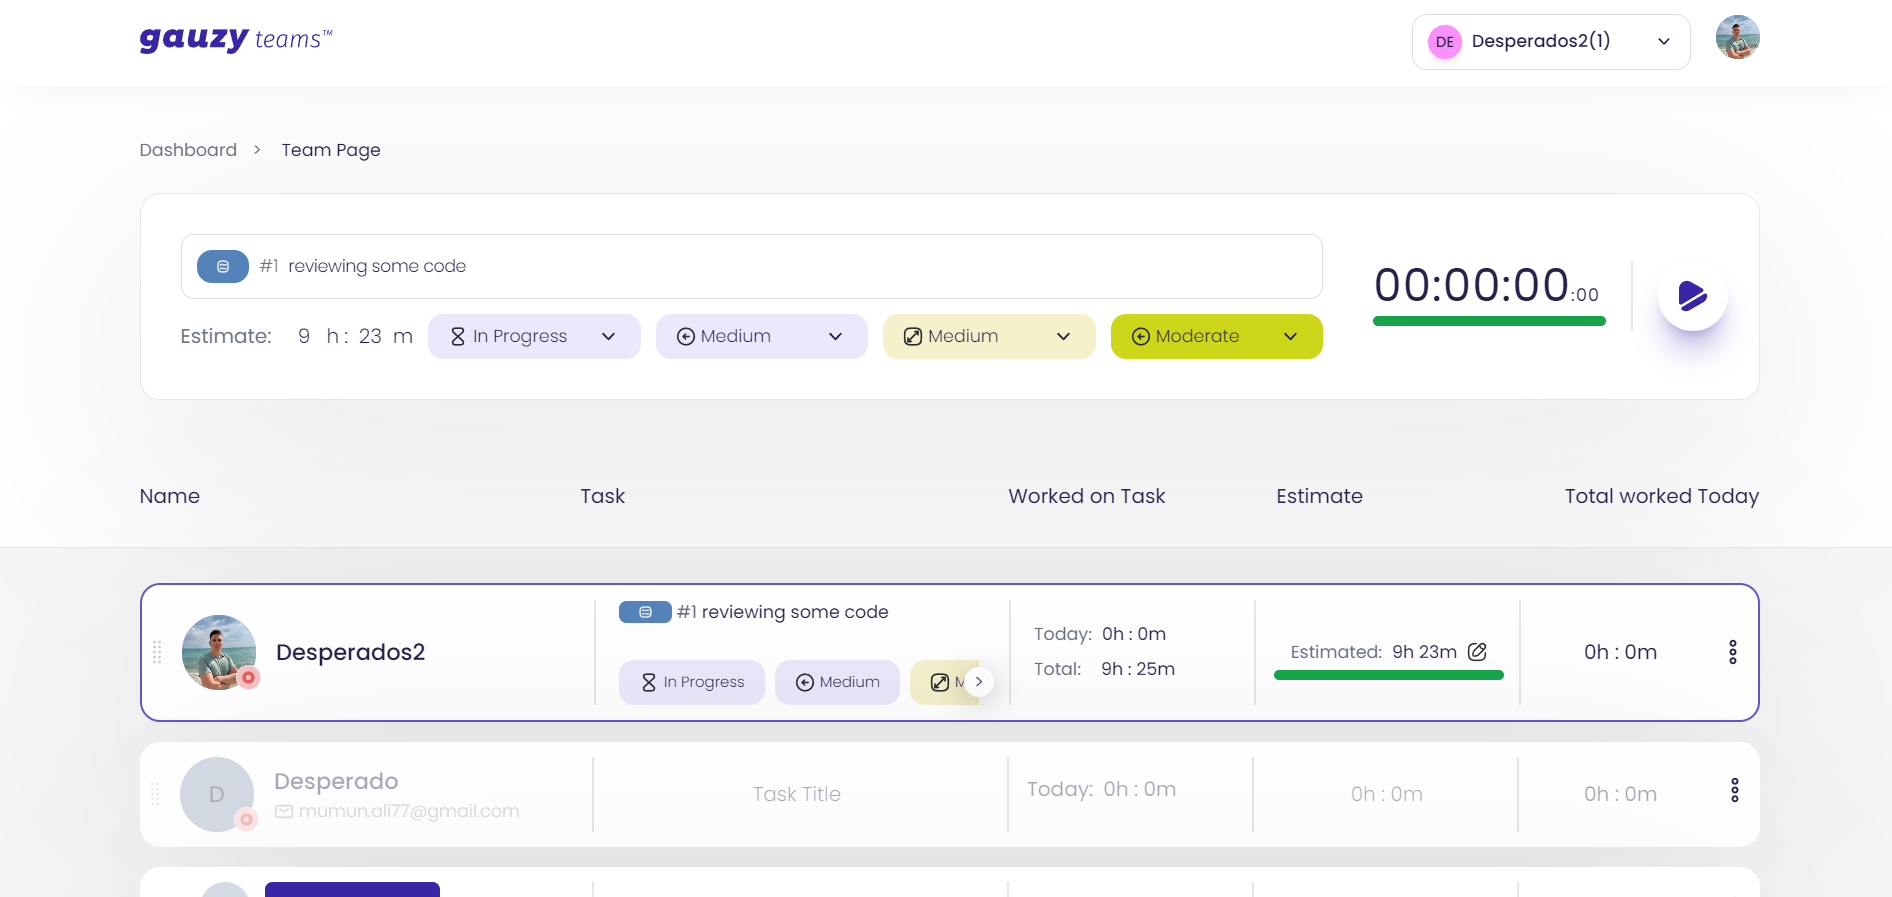 gauzy teams™
DE Desperados2(1)
Dashboard > Team Page
#1 reviewing some code
00:00:00:00
Estimate: 9 h : 23 m In Progress Medium Medium Moderate
Name Task Worked on Task Estimate Total worked Today
#1 reviewing some code
Desperados2
Today: 0h : 0m
Total: 9h : 25m
Estimated: 9h 23m
0h : 0m
In Progress Medium
D Desperado
mumun.ali77@gmail.com
Task Title
Today: 0h : 0m
0h : 0m
0h : 0m